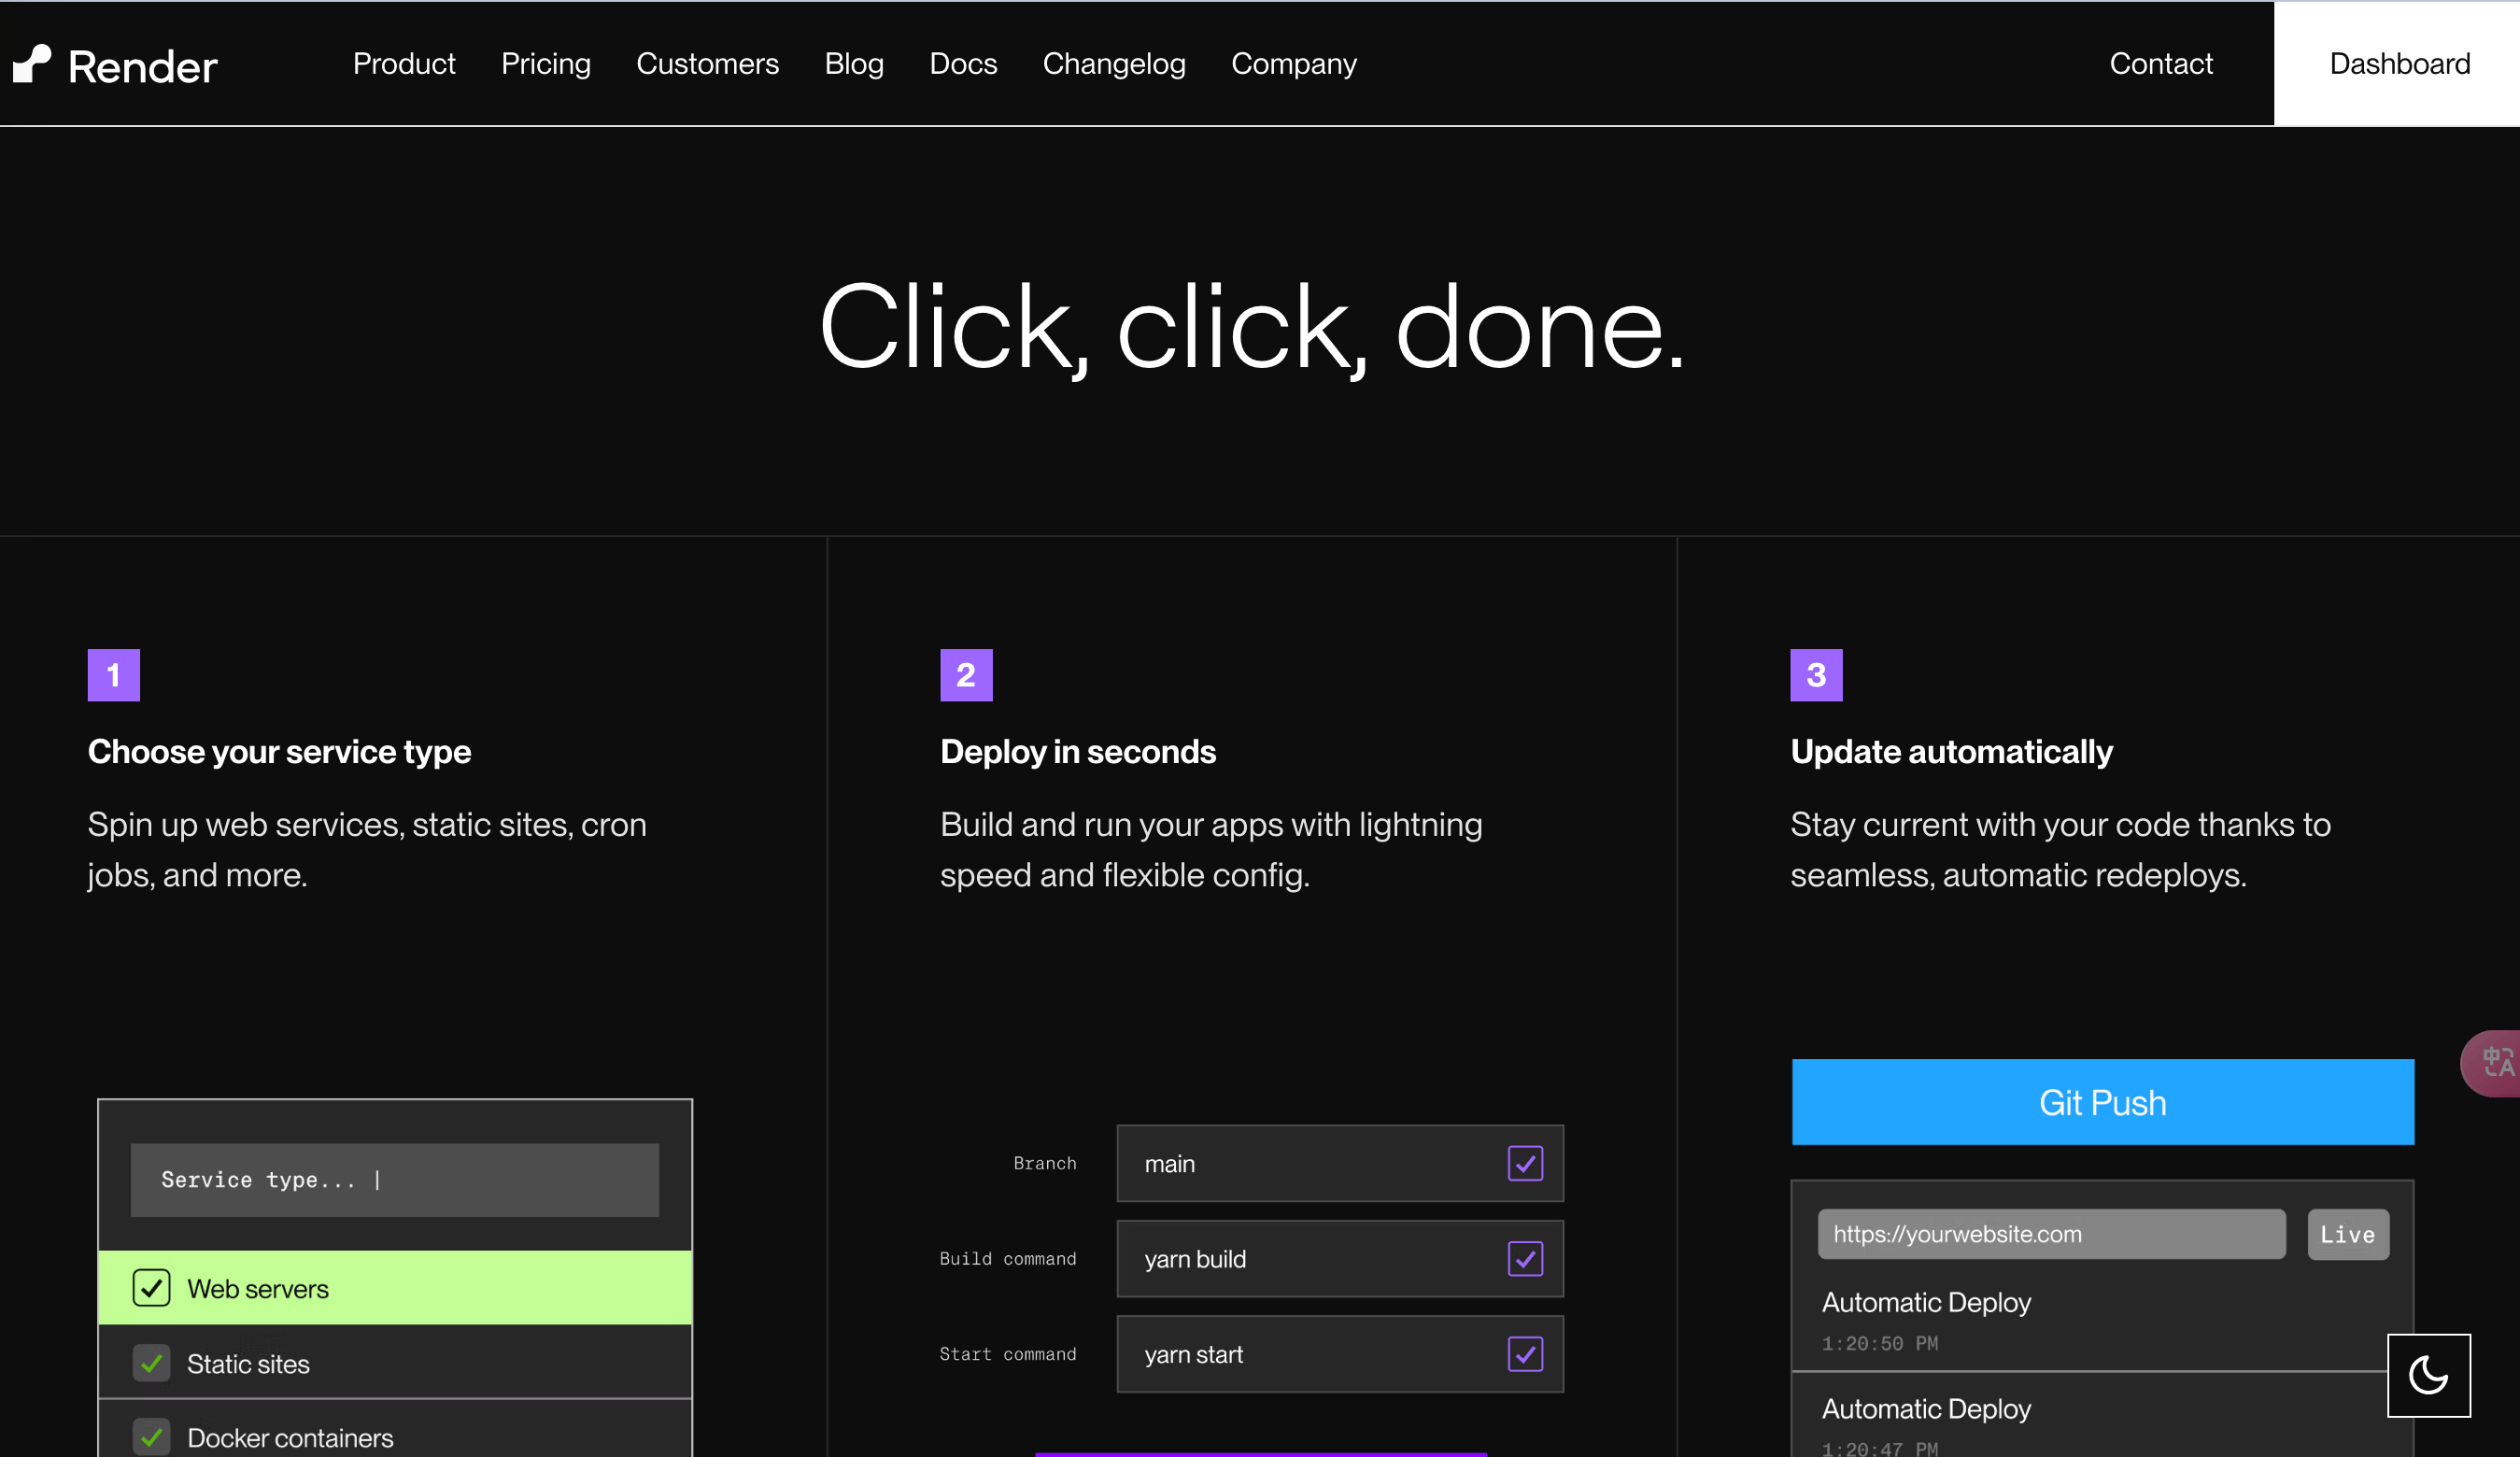 Render
Product
Pricing
Customers
Blog
Docs
Changelog
Company
Contact
Dashboard
Click, click, done.
1
Choose your service type
Spin up web services, static sites, cron
jobs, and more.
Service type... |
Web servers
Static sites
Docker containers
2
Deploy in seconds
Build and run your apps with lightning
speed and flexible config.
Branch
main
Build command
yarn build
Start command
yarn start
3
Update automatically
Stay current with your code thanks to
seamless, automatic redeploys.
Git Push
https://yourwebsite.com
Live
Automatic Deploy
1:20:50 PM
Automatic Deploy
1:20:47 PM
中
A